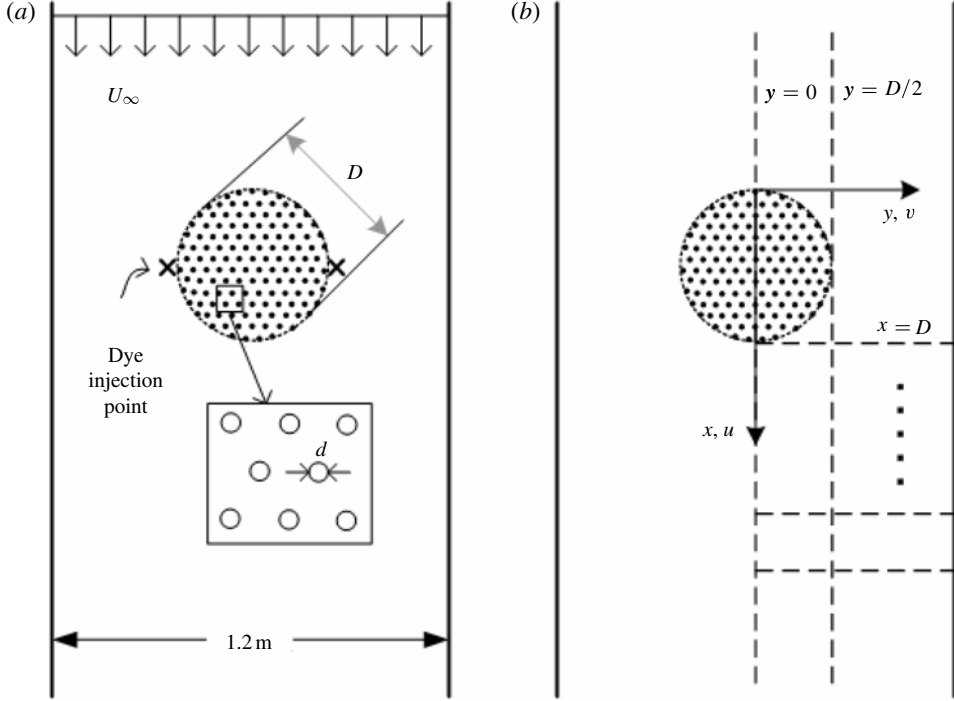 (a)
U∞
D
Dye
injection
point
d
1.2 m
(b)
y = 0
y = D/2
y, v
x = D
x, u